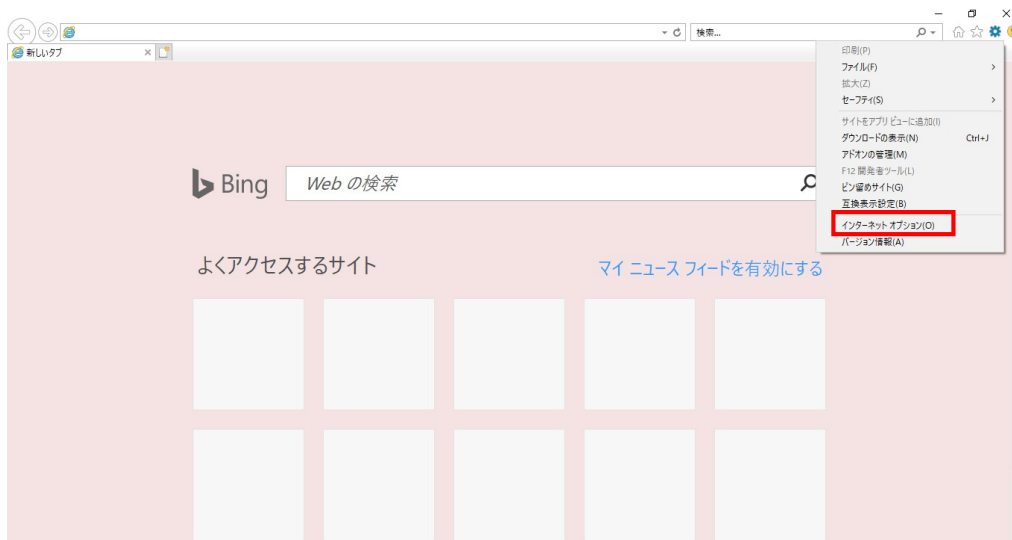 検索...
新しいタブ
印刷(P)
ファイル(F)
拡大(Z)
セーフティ(S)
サイトをアプリ ビューに追加(I)
ダウンロードの表示(N) Ctrl+J
アドオンの管理(M)
F12 開発者ツール(L)
ピン留めサイト(G)
互換表示設定(B)
インターネット オプション(O)
バージョン情報(A)
Bing Web の検索
よくアクセスするサイト マイ ニュース フィードを有効にする